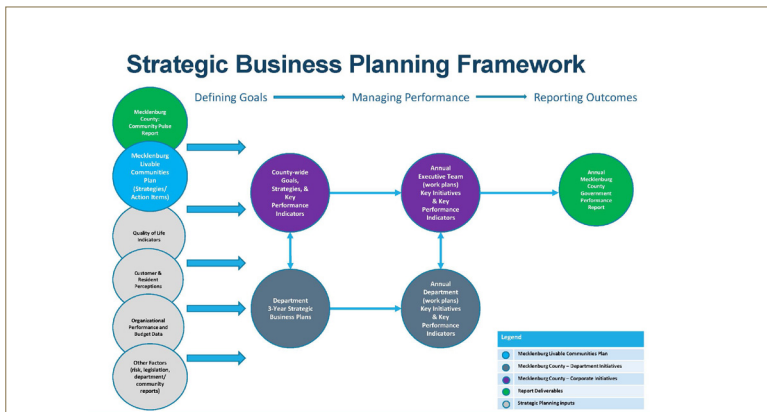 Strategic Business Planning Framework
Defining Goals
Managing Performance
Reporting Outcomes
Mecklenburg
County:
Community Pulse
Report
Mecklenburg
Livable
Communities
Plan
(Strategies/
Action Items)
Quality of Life
Indicators
Customer &
Resident
Perceptions
Organizational
Performance and
Budget Data
Other Factors
(risk, legislation,
department/
community
reports)
County-wide
Goals,
Strategies, &
Key
Performance
Indicators
Department
3-Year Strategic
Business Plans
Annual
Executive Team
(work plans)
Key Initiatives
& Key
Performance
Indicators
Annual
Department
(work plans)
Key Initiatives
& Key
Performance
Indicators
Annual
Mecklenburg
County
Government
Performance
Report
Legend
Mecklenburg Livable Communities Plan
Mecklenburg County – Department Initiatives
Mecklenburg County – Corporate Initiatives
Report Deliverables
Strategic Planning Inputs